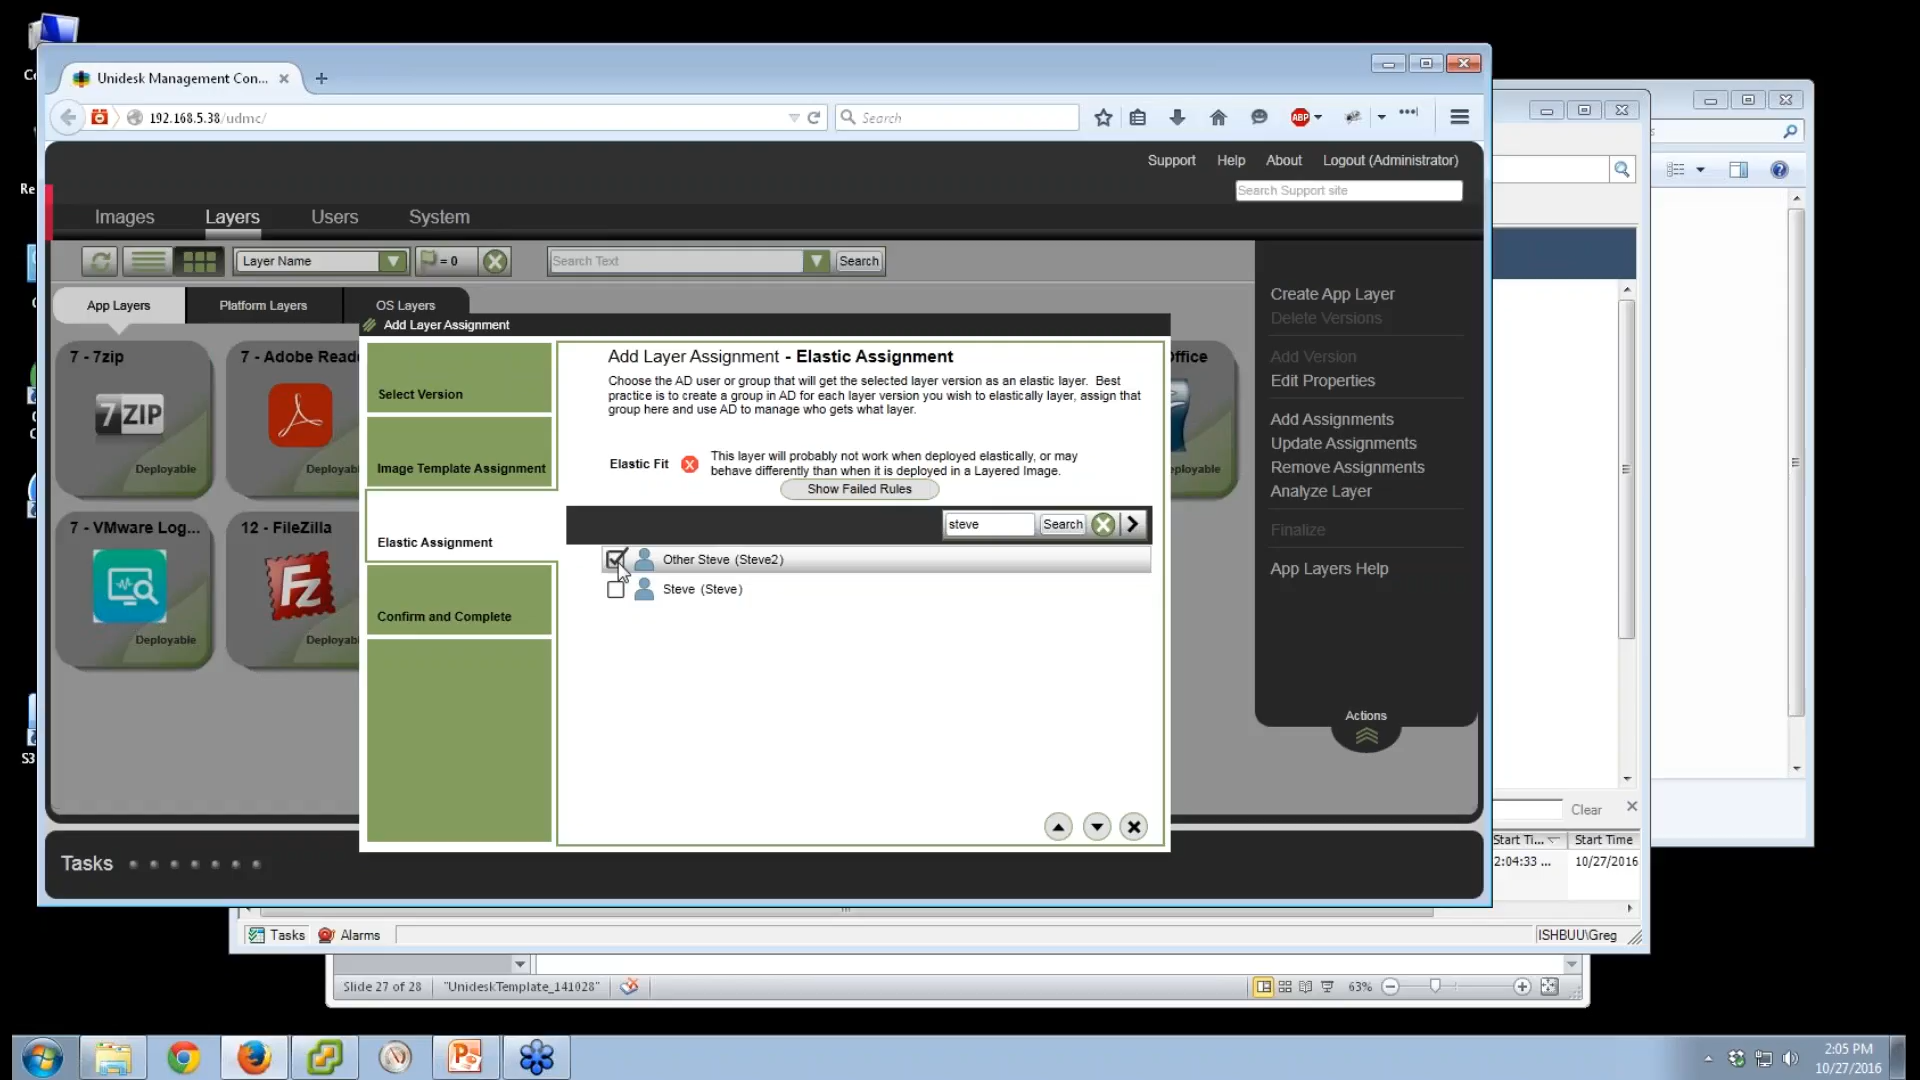 Unidesk Management Con...
192.168.5.38/udmc/
Search
ABP
Support
Help
About
Logout (Administrator)
Search Support site
Images
Layers
Users
System
Layer Name
= 0
Search Text
Search
App Layers
Platform Layers
OS Layers
Create App Layer
Delete Versions
Add Version
Edit Properties
Add Assignments
Update Assignments
Remove Assignments
Analyze Layer
Finalize
App Layers Help
Actions
7 - 7zip
7ZIP
Deployable
7 - Adobe Read
7 - VMware Log...
Deployable
12 - FileZilla
Fz
Add Layer Assignment
Select Version
Image Template Assignment
Elastic Assignment
Confirm and Complete
Add Layer Assignment - Elastic Assignment
Choose the AD user or group that will get the selected layer version as an elastic layer. Best
practice is to create a group in AD for each layer version you wish to elastically layer, assign that
group here and use AD to manage who gets what layer.
Elastic Fit
This layer will probably not work when deployed elastically, or may
behave differently than when it is deployed in a Layered Image.
Show Failed Rules
steve
Search
Other Steve (Steve2)
Steve (Steve)
Tasks
Clear
Start Ti...
Start Time
2:04:33 ...
10/27/2016
Tasks
Alarms
ISHBUU\Greg
Slide 27 of 28
"UnideskTemplate_141028"
63%
2:05 PM
10/27/2016